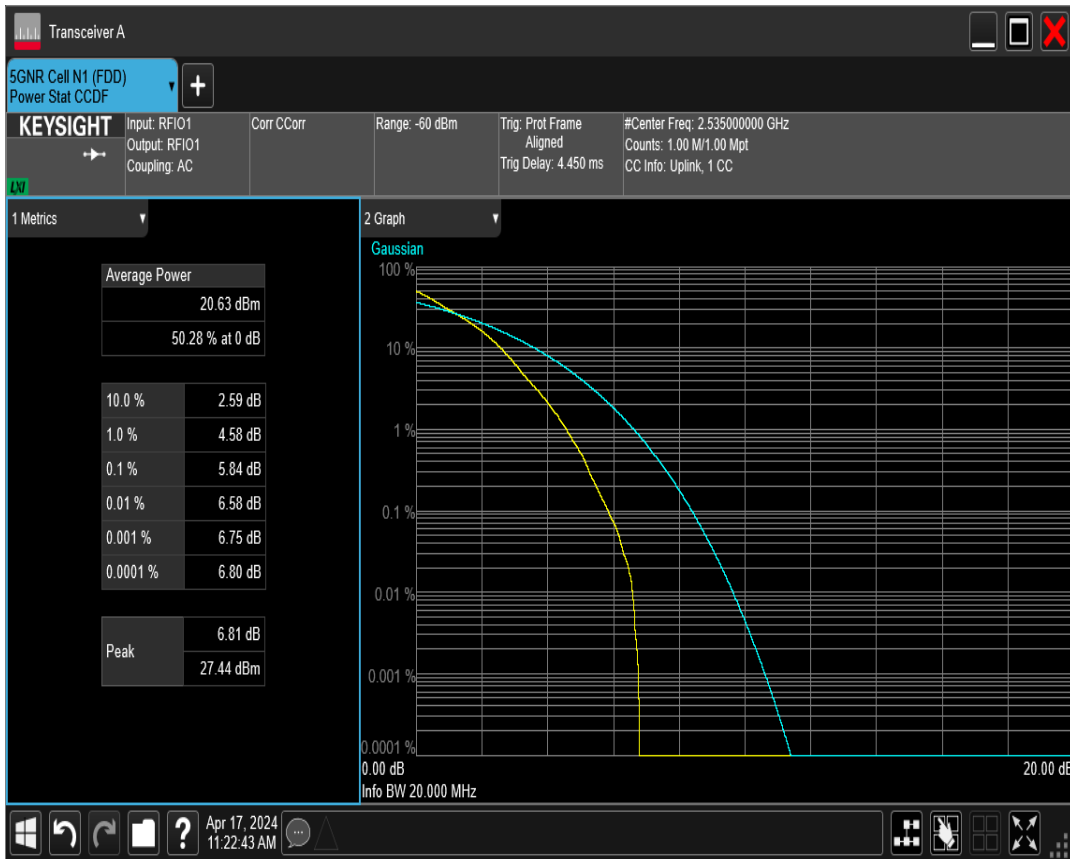 Transceiver A
5GNR Cell N1 (FDD)
Power Stat CCDF
+
KEYSIGHT
LXI
Input: RFIO1
Output: RFIO1
Coupling: AC
Corr CCorr
Range: -60 dBm
Trig: Prot Frame
Aligned
Trig Delay: 4.450 ms
#Center Freq: 2.535000000 GHz
Counts: 1.00 M/1.00 Mpt
CC Info: Uplink, 1 CC
1 Metrics
Average Power
20.63 dBm
50.28 % at 0 dB
10.0 % 2.59 dB
1.0 % 4.58 dB
0.1 % 5.84 dB
0.01 % 6.58 dB
0.001 % 6.75 dB
0.0001 % 6.80 dB
Peak
6.81 dB
27.44 dBm
2 Graph
Gaussian
100 %
10 %
1 %
0.1 %
0.01 %
0.001 %
0.0001 %
0.00 dB 20.00 dB
Info BW 20.000 MHz
?
Apr 17, 2024
11:22:43 AM